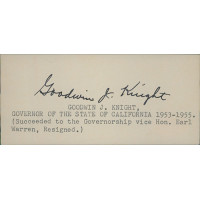 Goodwin J. Knight
GOODWIN J. KNIGHT,
GOVERNOR OF THE STATE OF CALIFORNIA 1953-1955.
(Succeeded to the Governorship vice Hon. Earl
Warren, Resigned.)